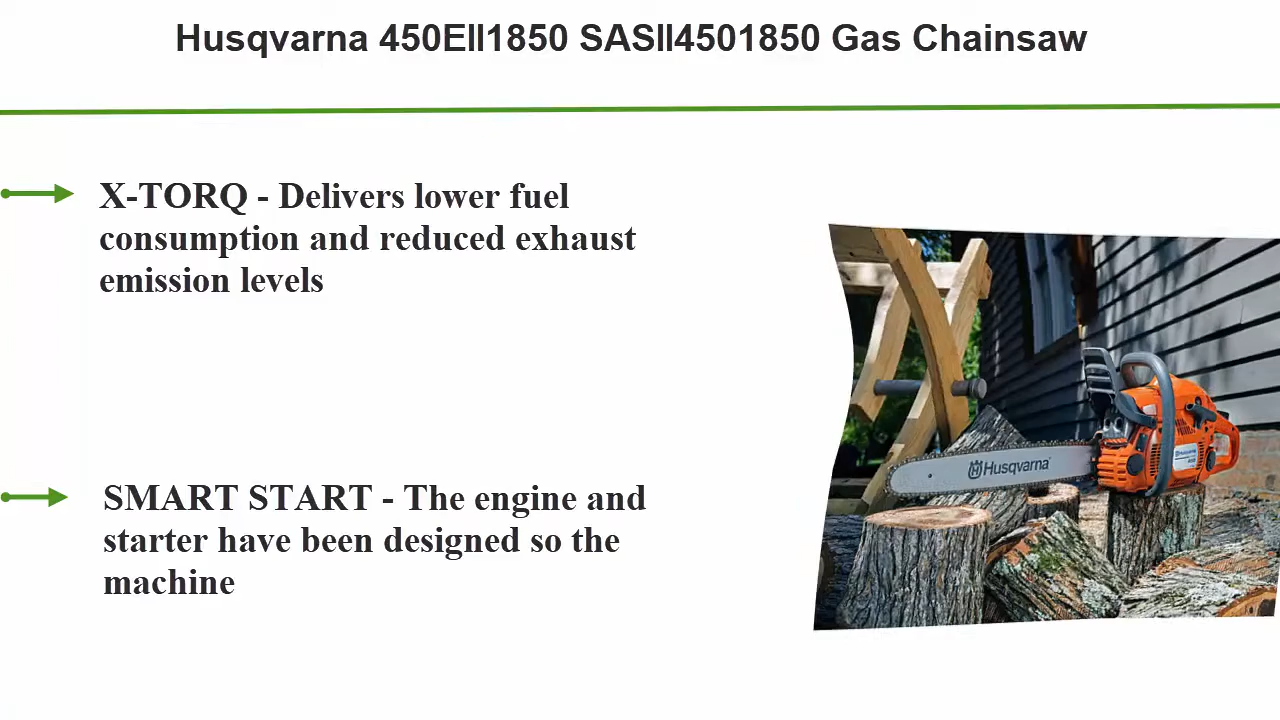 Husqvarna 450EII1850 SASII4501850 Gas Chainsaw
X-TORQ - Delivers lower fuel
consumption and reduced exhaust
emission levels
Husqvarna
SMART START - The engine and
starter have been designed so the
machine